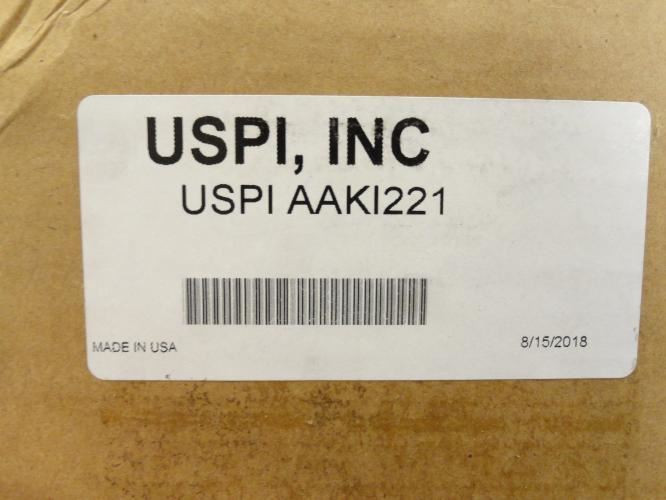 USPI, INC
USPI AAKI221
MADE IN USA
8/15/2018